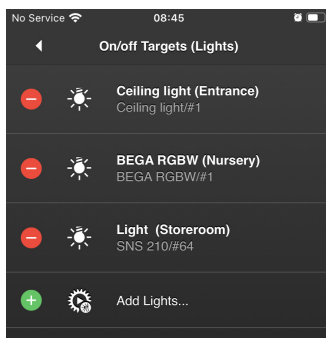 No Service 08:45
On/off Targets (Lights)
Ceiling light (Entrance)
Ceiling light/#1
BEGA RGBW (Nursery)
BEGA RGBW/#1
Light (Storeroom)
SNS 210/#64
Add Lights...